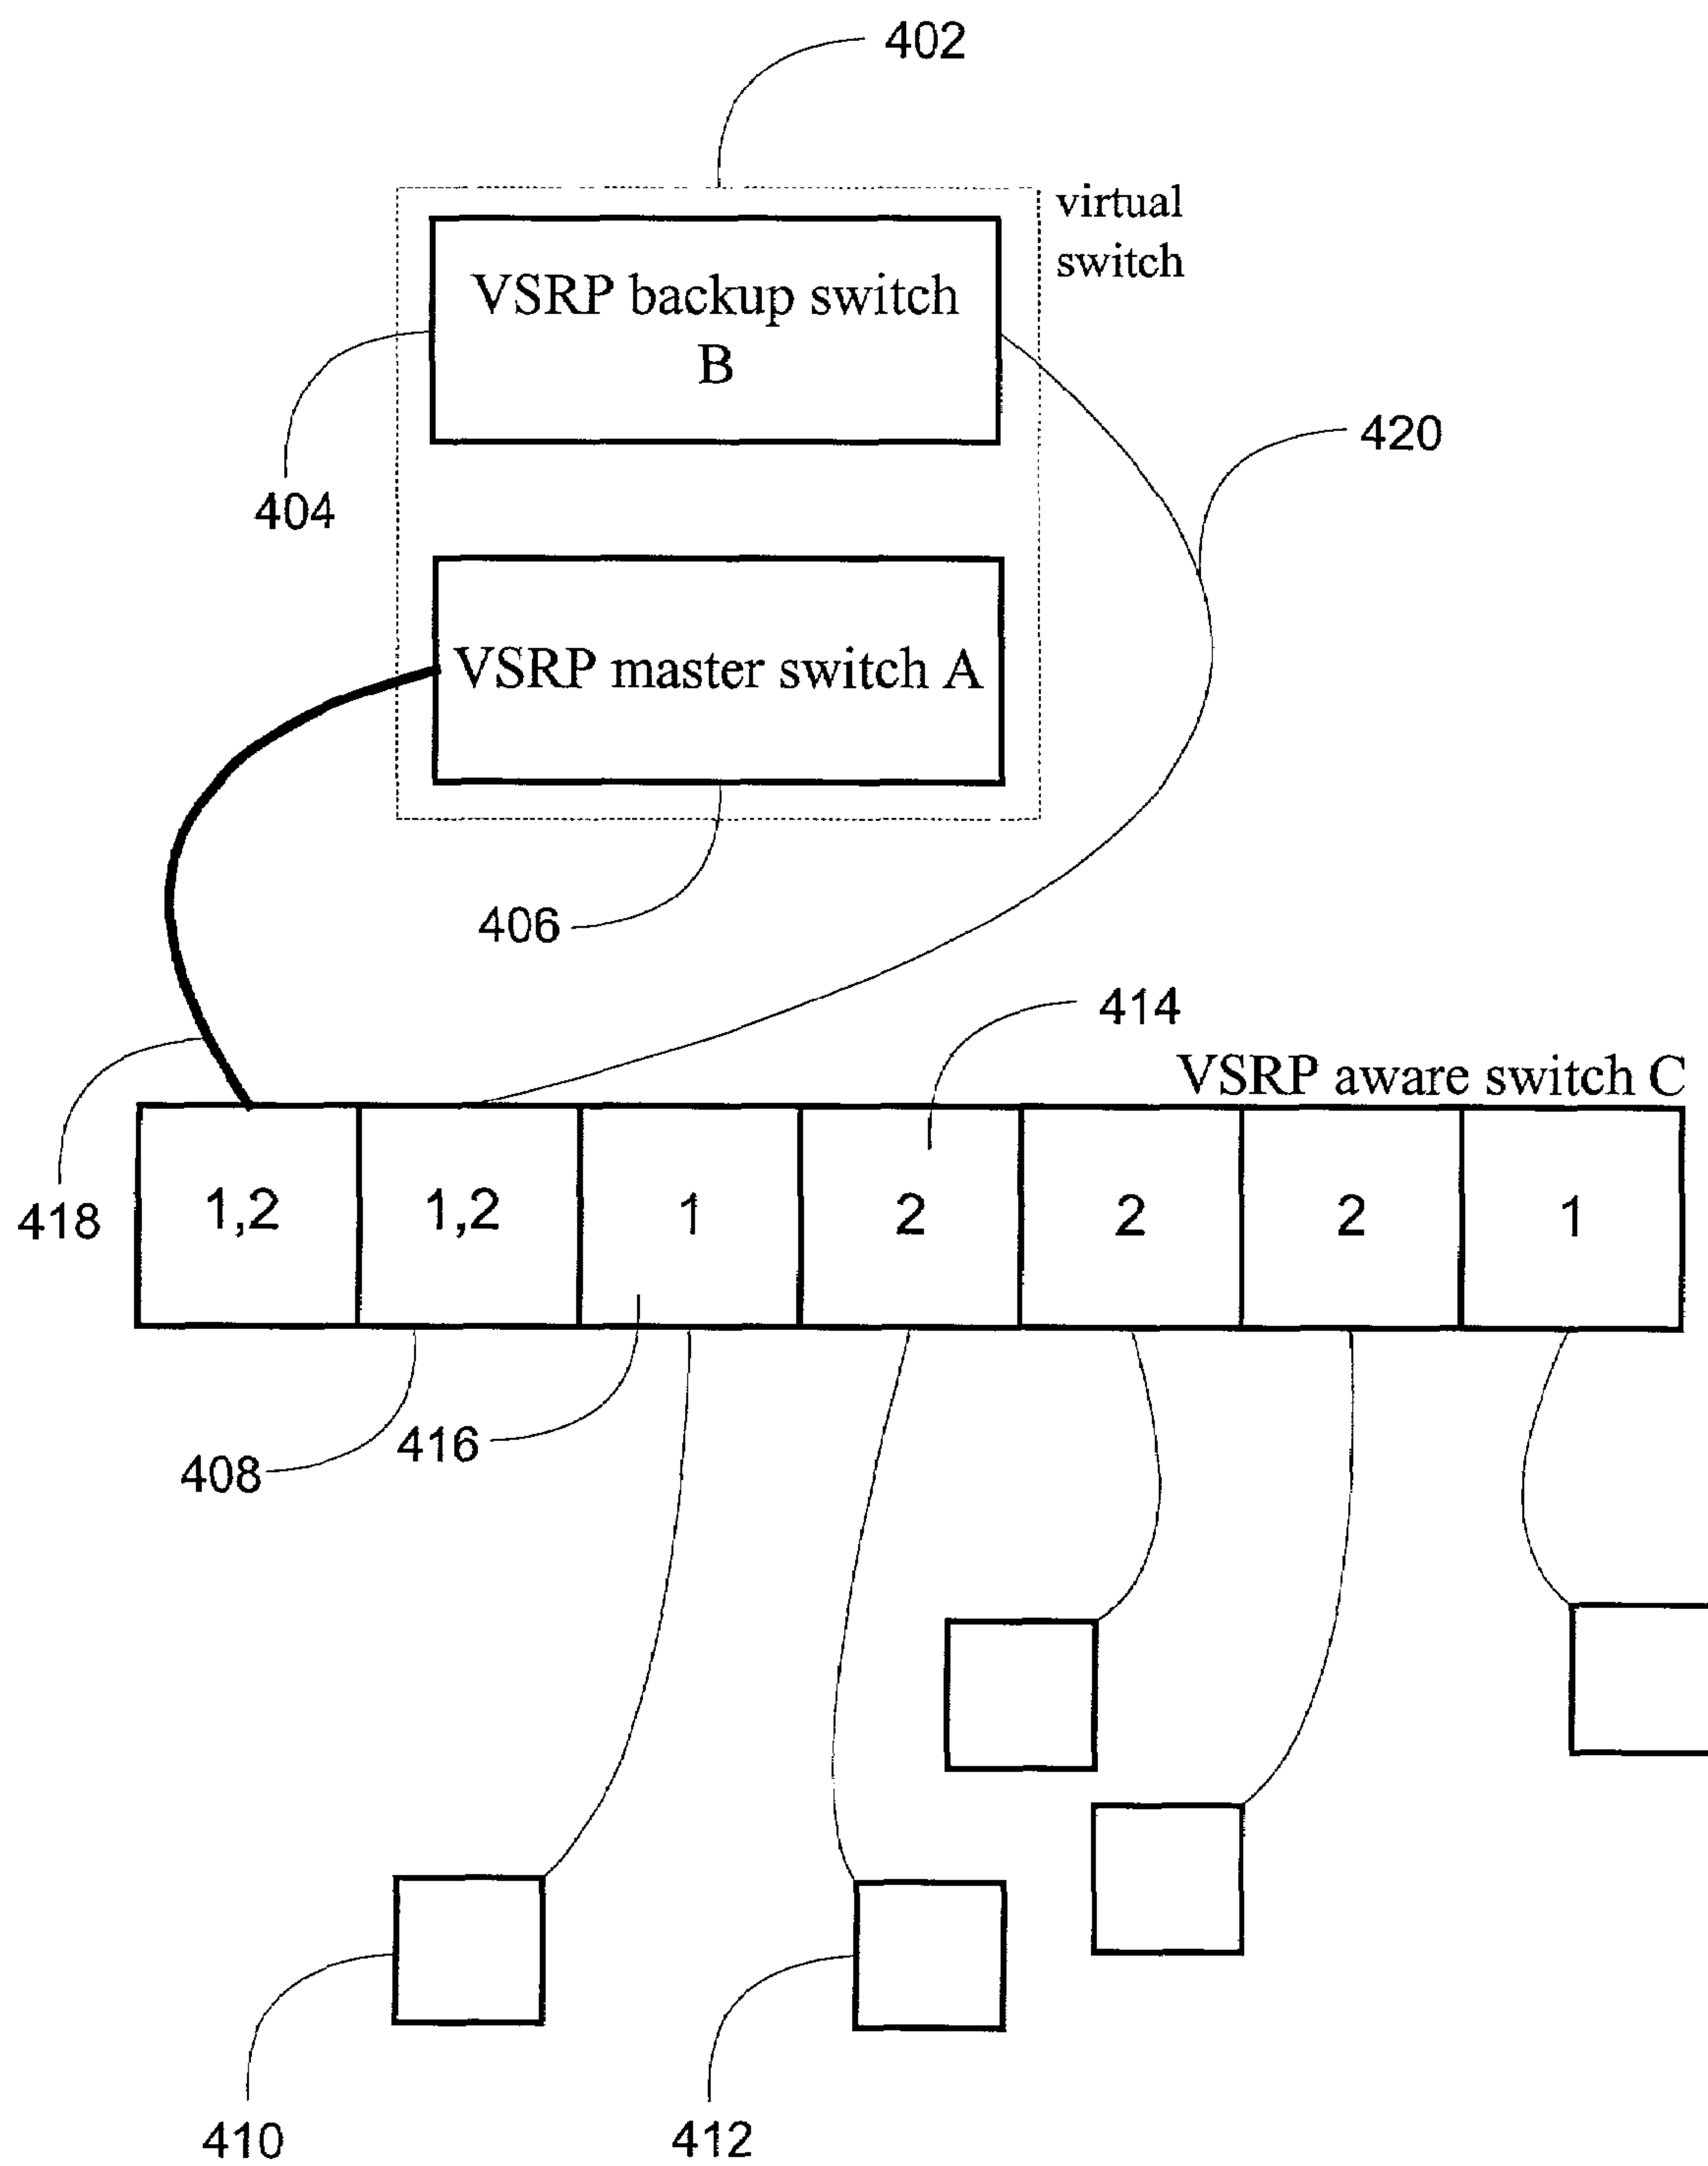 402
virtual
switch
VSRP backup switch
B
420
404
VSRP master switch A
406
414
VSRP aware switch C
418
1,2
1,2
1
2
2
2
1
416
408
410
412